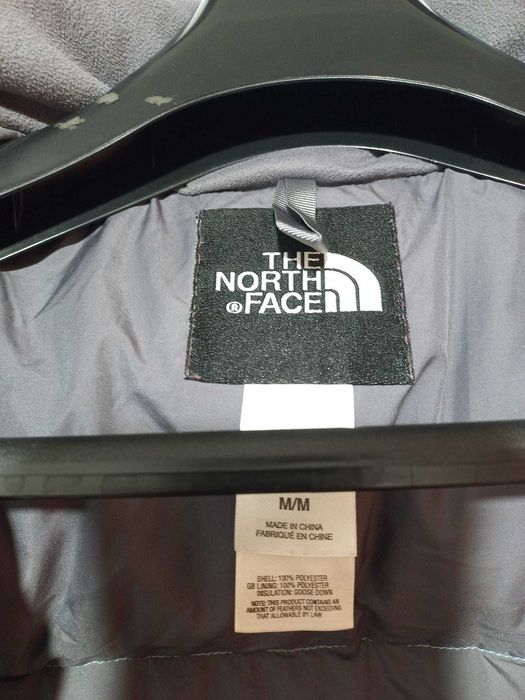 THE
NORTH
®FACE
M/M
MADE IN CHINA
FABRIQUÉ EN CHINE
SHELL: 100% POLYESTER
GB LINING: 100% POLYESTER
INSULATION: GOOSE DOWN
NOTE: THIS PRODUCT CONTAINS AN
AMOUNT OF FEATHERS NOT EXCEEDING
THAT ALLOWABLE BY LAW